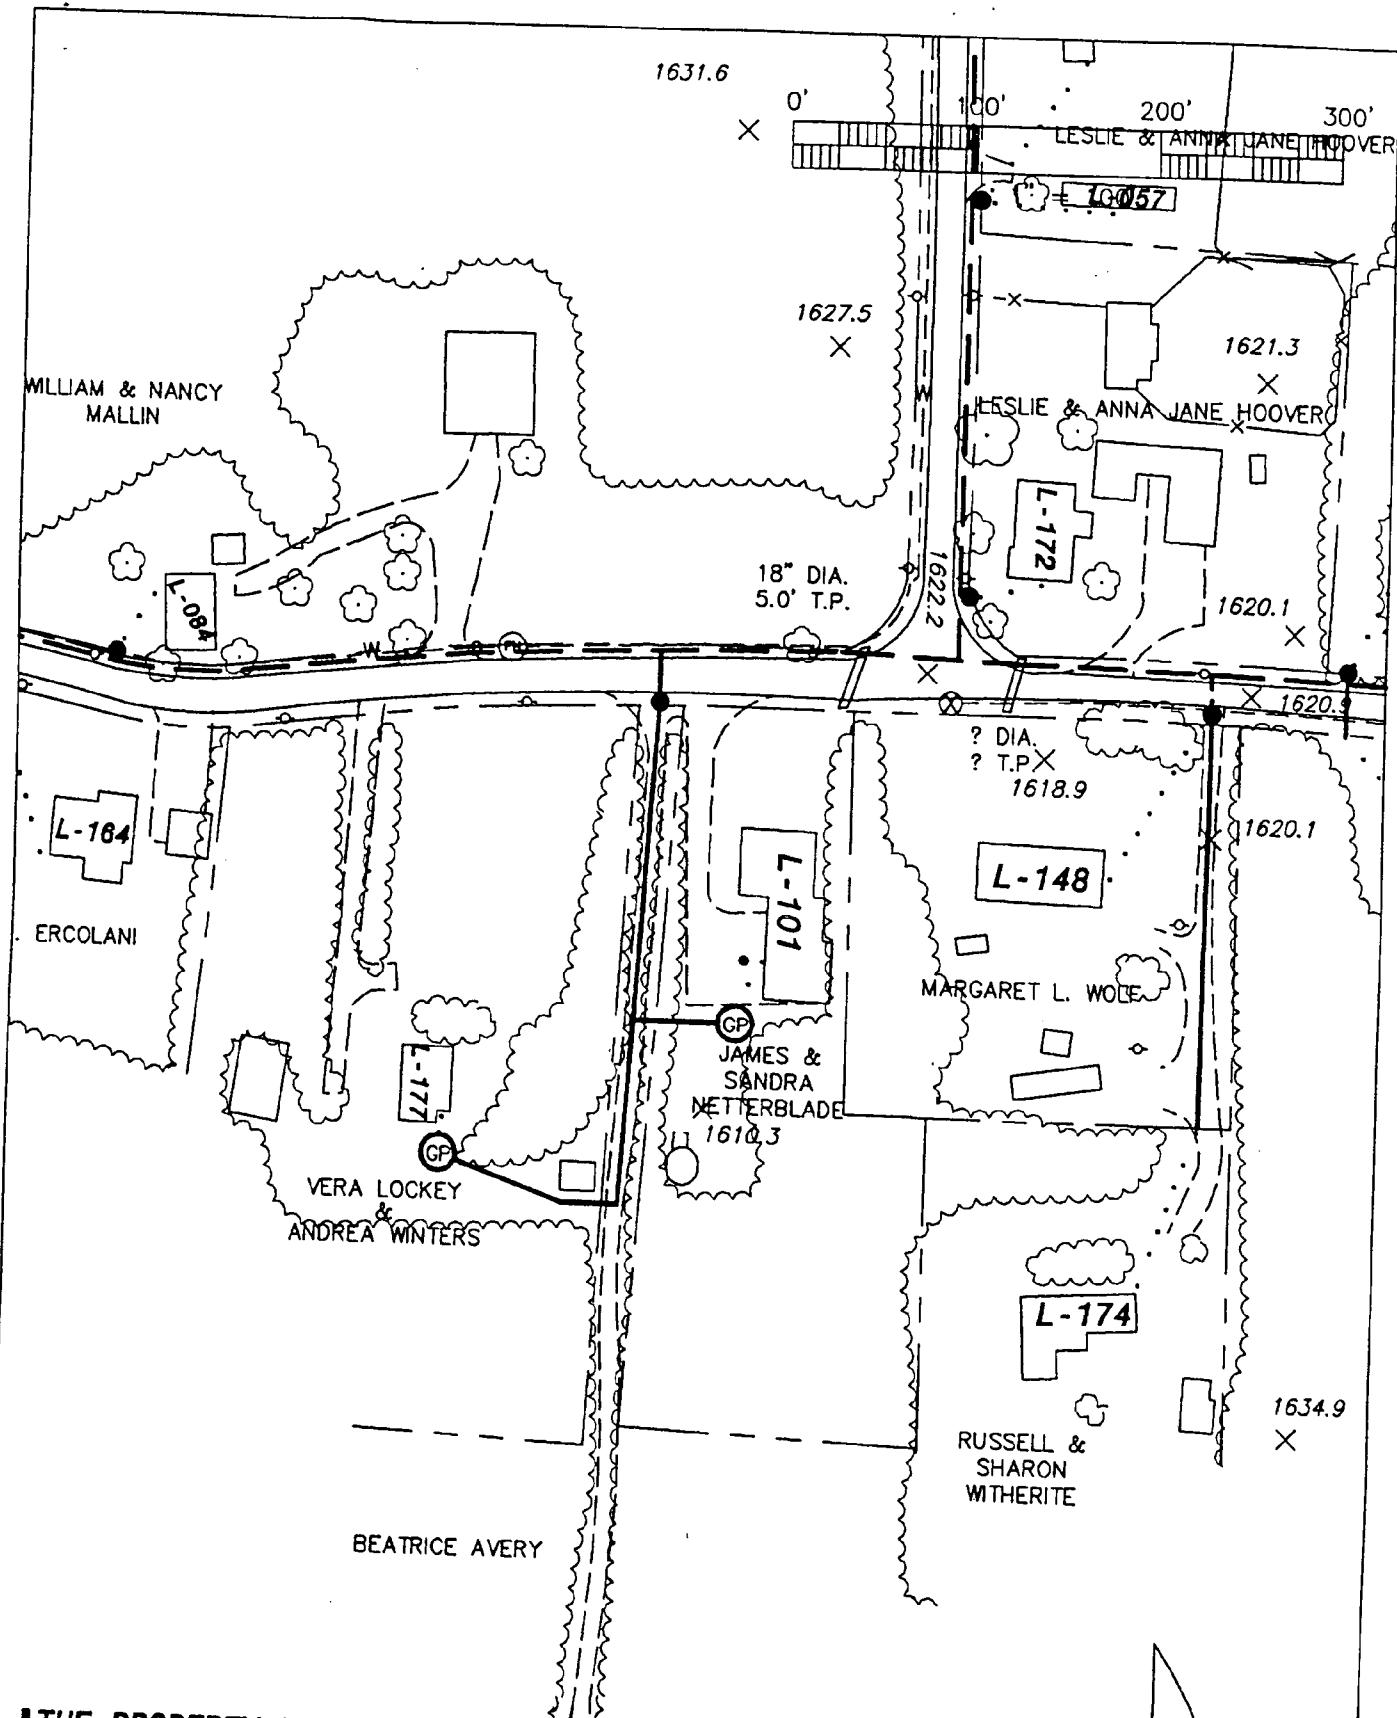 1631.6
0'
100'
200'
300'
LESLIE & ANNA JANE HOOVER
1627.5
1621.3
WILLIAM & NANCY
MALLIN
LESLIE & ANNA JANE HOOVER
W
L-172
18" DIA.
5.0' T.P.
1622.2
1620.1
L-084
W
1620.9
? DIA.
? T.P.
1618.9
1620.1
L-164
L-101
L-148
ERCOLANI
MARGARET L. WOLF
GP
JAMES &
SANDRA
NETTERBLADE
1610.3
L-177
GP
VERA LOCKEY
&
ANDREA WINTERS
L-174
1634.9
RUSSELL &
SHARON
WITHERITE
BEATRICE AVERY
THE PROPERTY